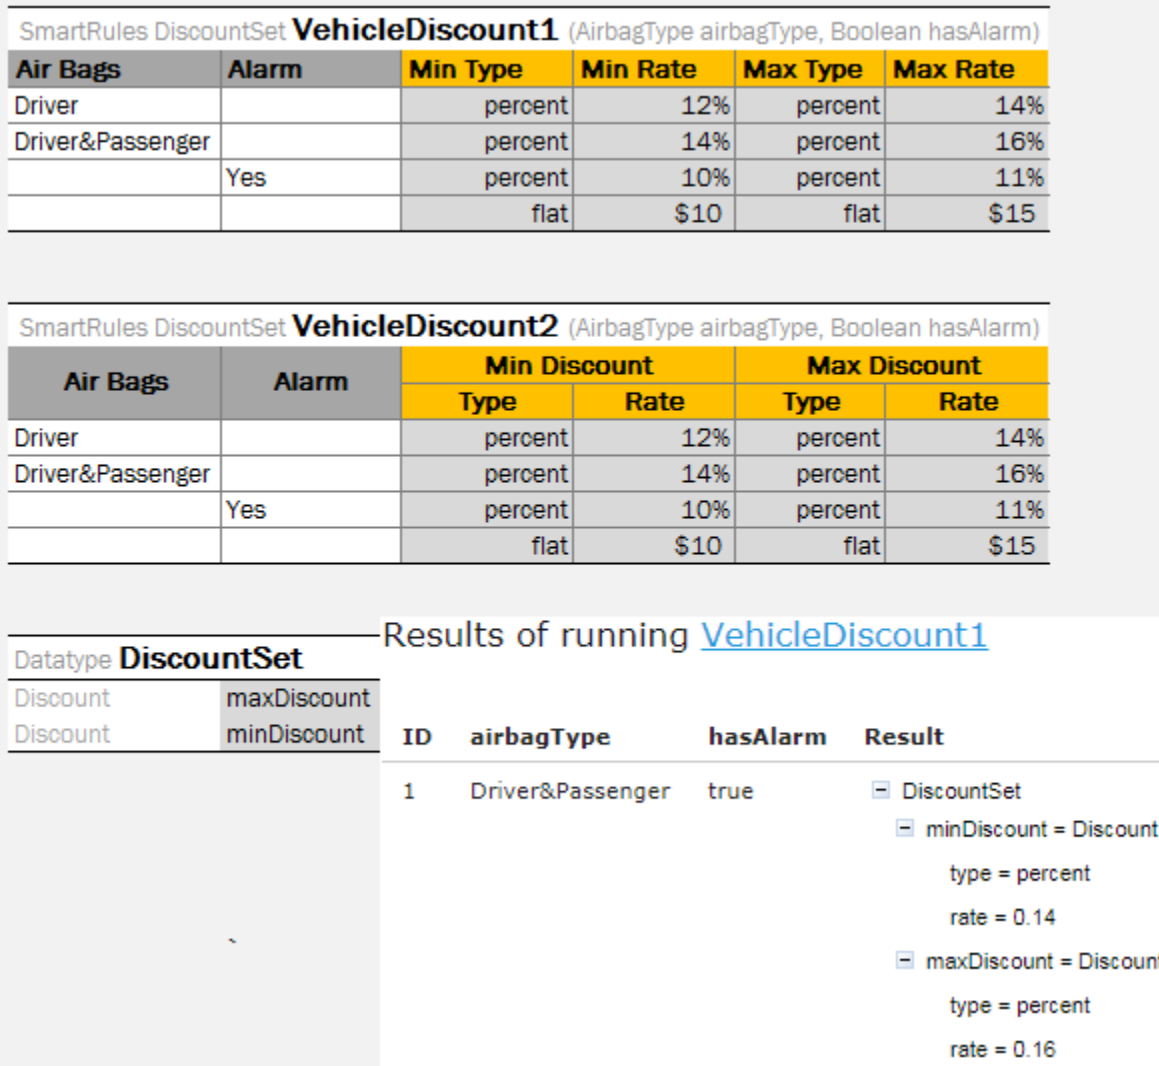 SmartRules DiscountSet VehicleDiscount1 (AirbagType airbagType, Boolean hasAlarm)
Air Bags Alarm Min Type Min Rate Max Type Max Rate
Driver percent 12% percent 14%
Driver&Passenger percent 14% percent 16%
Yes percent 10% percent 11%
flat $10 flat $15
SmartRules DiscountSet VehicleDiscount2 (AirbagType airbagType, Boolean hasAlarm)
Air Bags Alarm Min Discount Max Discount
Type Rate Type Rate
Driver percent 12% percent 14%
Driver&Passenger percent 14% percent 16%
Yes percent 10% percent 11%
flat $10 flat $15
Datatype DiscountSet
Discount maxDiscount
Discount minDiscount
Results of running VehicleDiscount1
ID airbagType hasAlarm Result
1 Driver&Passenger true DiscountSet
minDiscount = Discount
type = percent
rate = 0.14
maxDiscount = Discount
type = percent
rate = 0.16